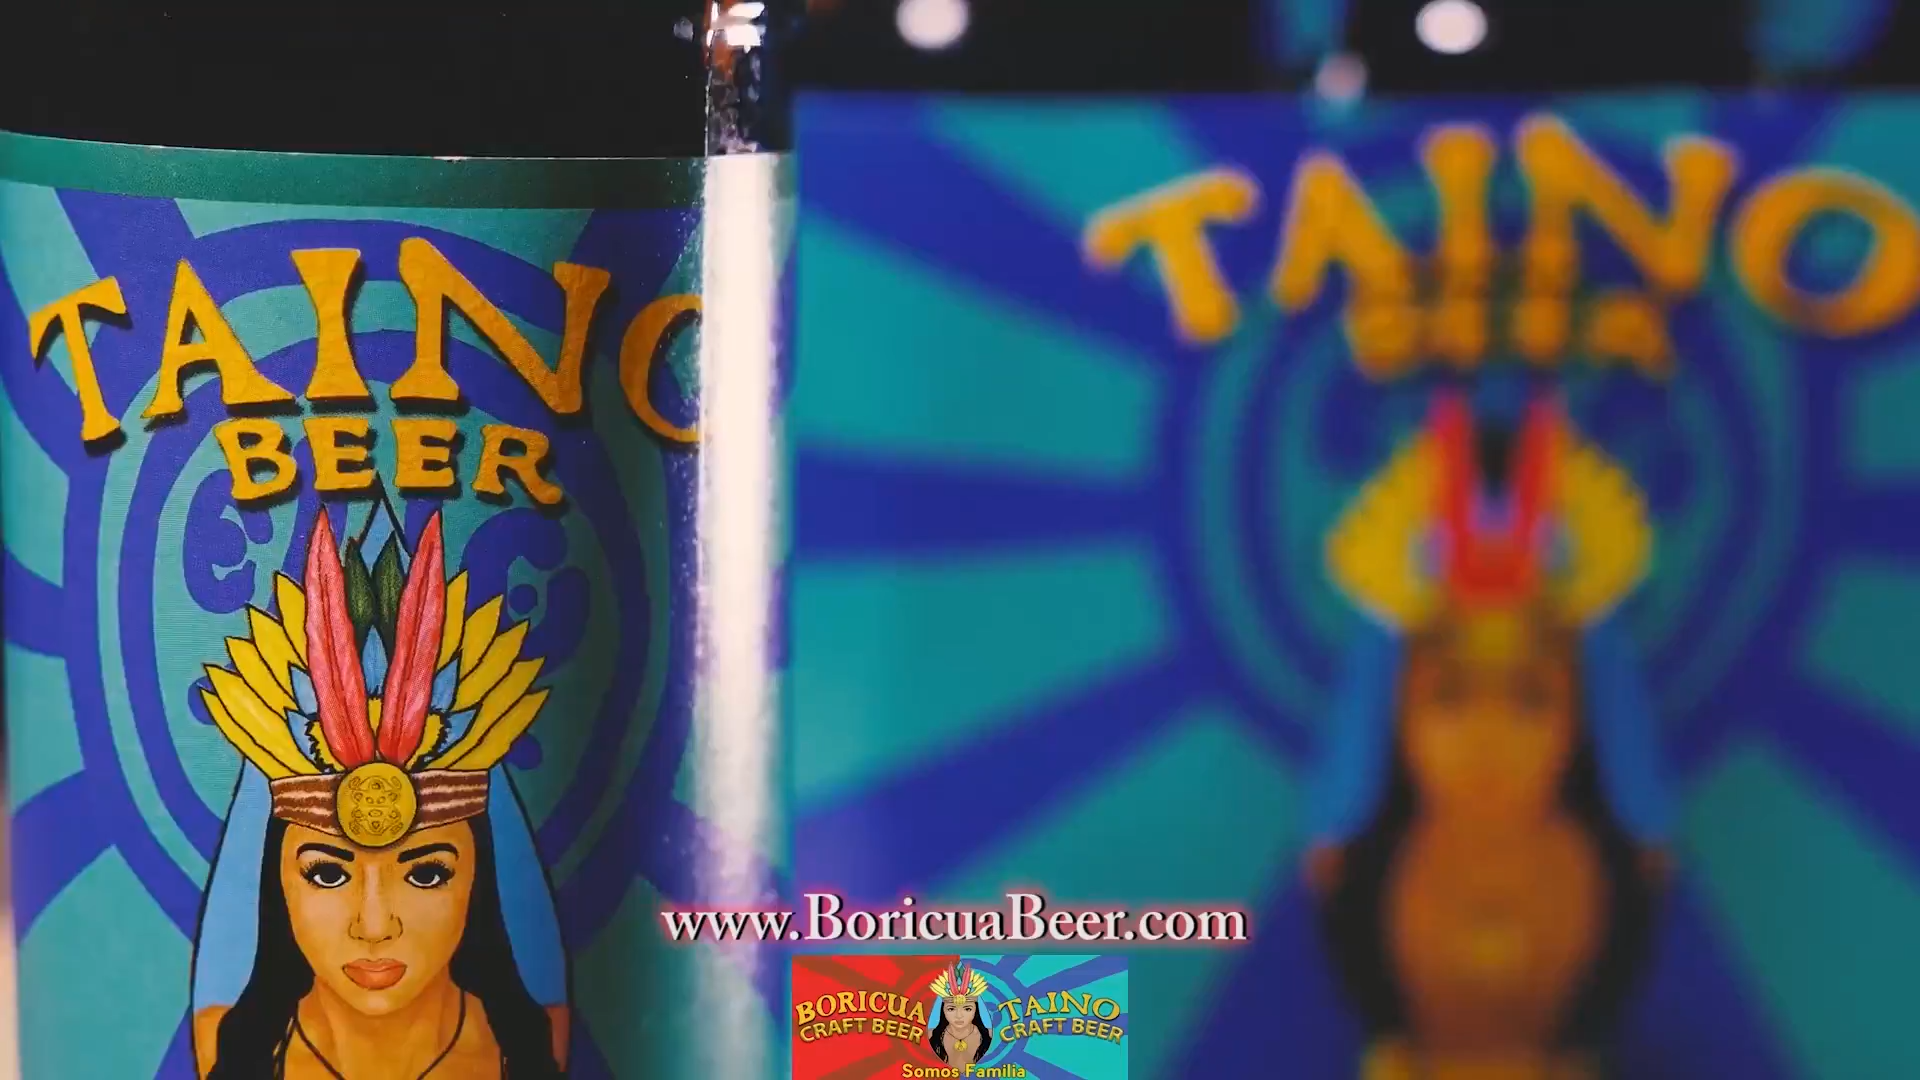 TAINO
BEER
TAINO
www.BoricuaBeer.com
BORICUA
CRAFT BEER
TAINO
CRAFT BEER
Somos Familia